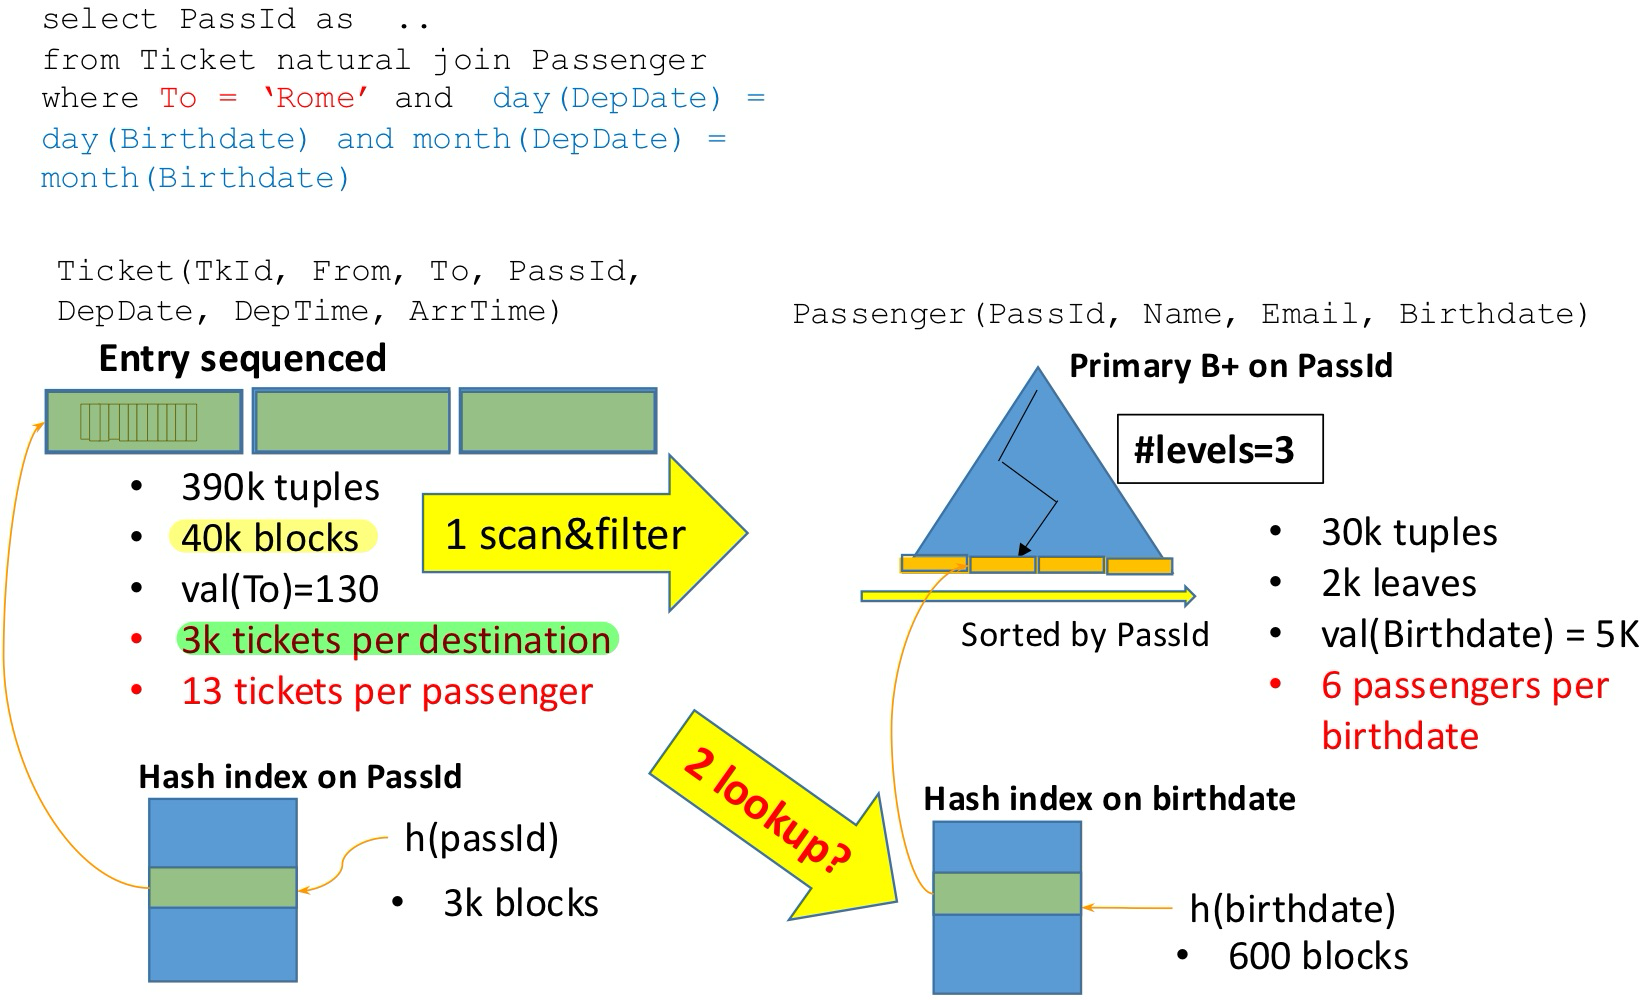 select PassId as  ..
from Ticket natural join Passenger
where To = ‘Rome’ and  day(DepDate) =
day(Birthdate) and month(DepDate) =
month(Birthdate)
Ticket(TkId, From, To, PassId,
DepDate, DepTime, ArrTime)
Entry sequenced
• 390k tuples
• 40k blocks
• val(To)=130
• 3k tickets per destination
• 13 tickets per passenger
1 scan&filter
Hash index on PassId
h(passId)
• 3k blocks
Passenger(PassId, Name, Email, Birthdate)
Primary B+ on PassId
#levels=3
Sorted by PassId
• 30k tuples
• 2k leaves
• val(Birthdate) = 5K
• 6 passengers per
birthdate
2 lookup?
Hash index on birthdate
h(birthdate)
• 600 blocks